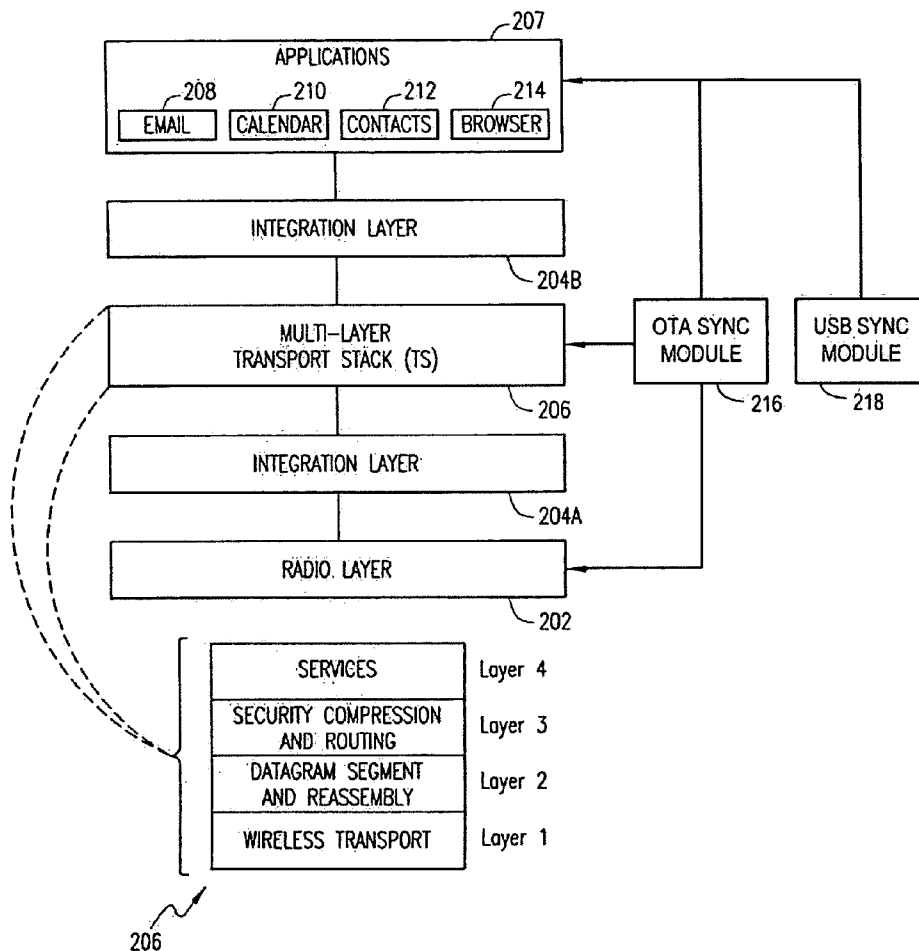 207
APPLICATIONS
208 210 212 214
EMAIL CALENDAR CONTACTS BROWSER
INTEGRATION LAYER
204B
MULTI-LAYER
TRANSPORT STACK (TS)
206
OTA SYNC
MODULE
216
USB SYNC
MODULE
218
INTEGRATION LAYER
204A
RADIO. LAYER
202
SERVICES Layer 4
SECURITY COMPRESSION
AND ROUTING
Layer 3
DATAGRAM SEGMENT
AND REASSEMBLY
Layer 2
WIRELESS TRANSPORT Layer 1
206